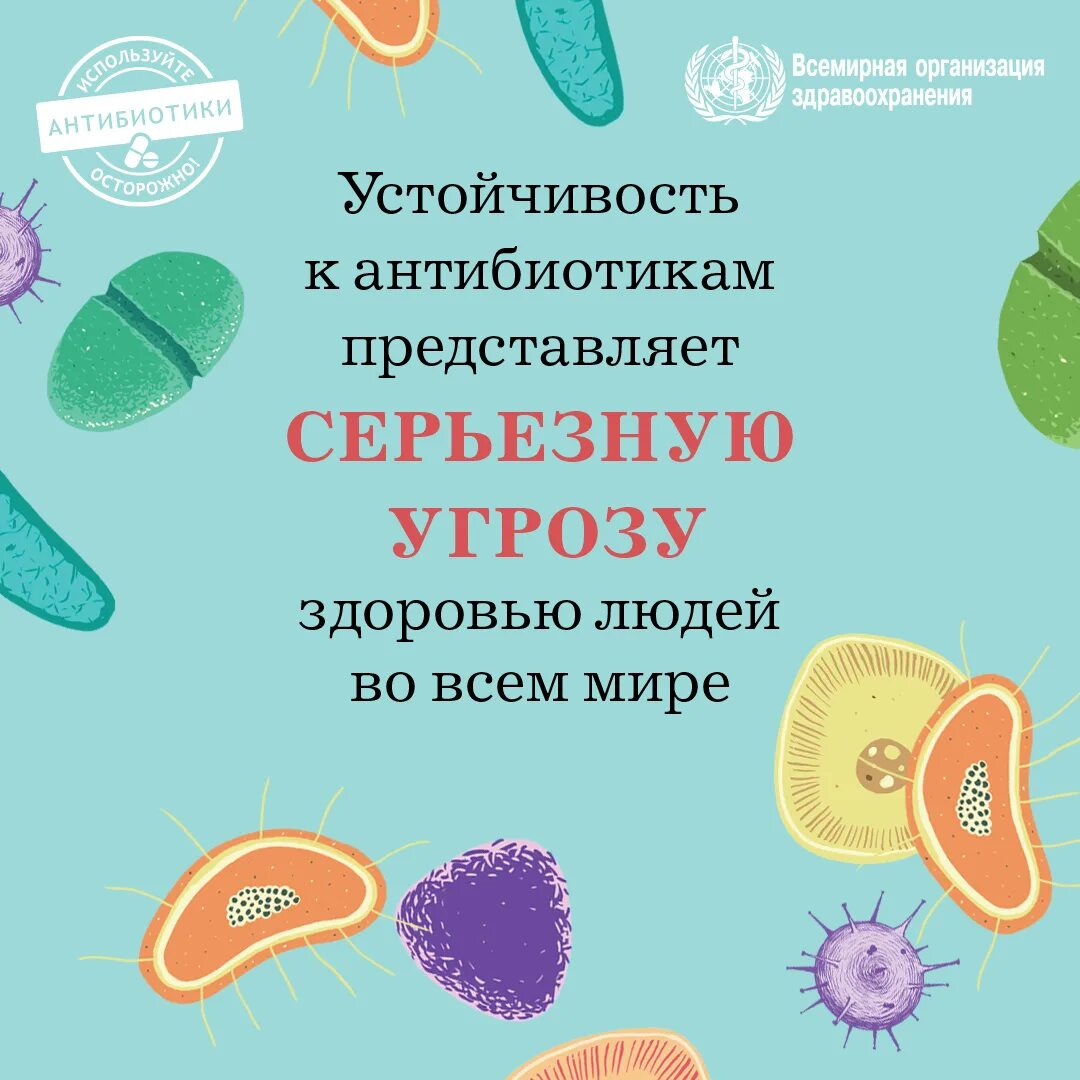 ИСПОЛЬЗУЙТЕ
АНТИБИОТИКИ
ОСТОРОЖНО!
Всемирная организация
здравоохранения
Устойчивость
к антибиотикам
представляет
СЕРЬЕЗНУЮ
УГРОЗУ
здоровью людей
во всем мире